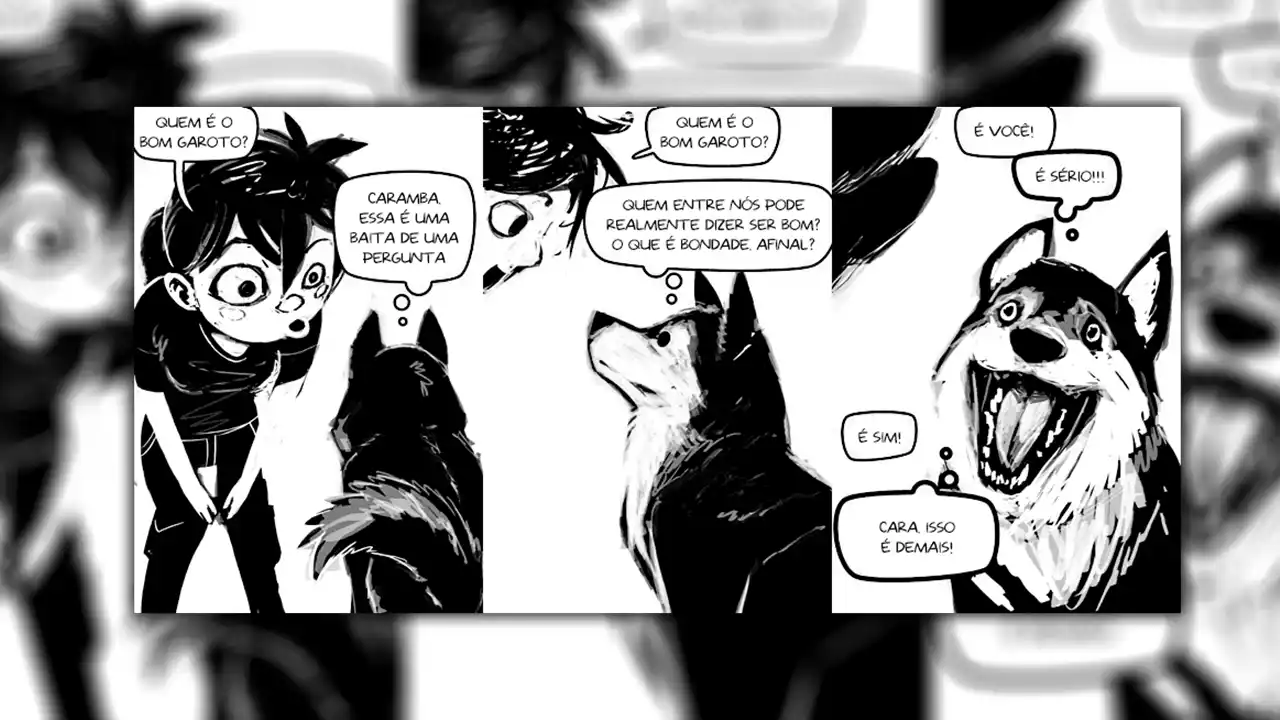 QUEM É O
BOM GAROTO?
CARAMBA,
ESSA É UMA
BAITA DE UMA
PERGUNTA
QUEM É O
BOM GAROTO?
QUEM ENTRE NÓS PODE
REALMENTE DIZER SER BOM?
O QUE É BONDADE, AFINAL?
É VOCÊ!
É SÉRIO!!!
É SIM!
CARA, ISSO
É DEMAIS!